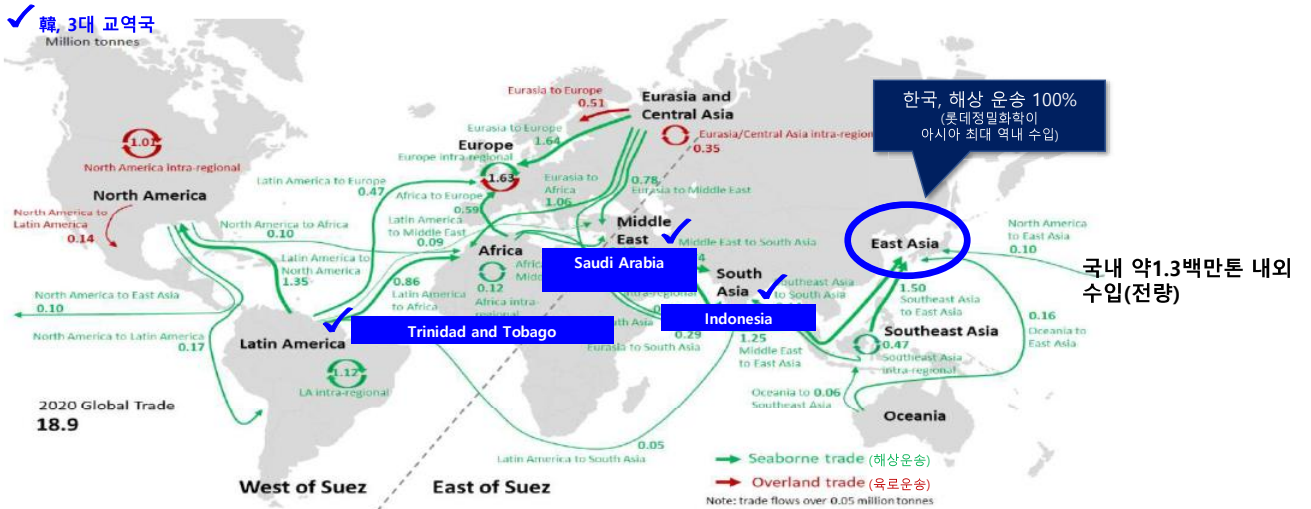 韓, 3대 교역국
Million tonnes
한국, 해상 운송 100%
(롯데정밀화학이
아시아 최대 역내 수입)
Eurasia to Europe
0.51
Eurasia and
Central Asia
Eurasia/Central Asia intra-region
0.35
Eurasia to Europe
1.64
Europe
Europe intra-regional
1.63
1.01
North America intra-regional
North America
North America to
Latin America
0.14
Latin America to Europe
0.47
Africa to Europe
0.59
Eurasia to
Africa
1.06
0.78
Eurasia to Middle East
North America to Africa
0.10
Latin America
to Middle East
0.09
Middle
East
Middle East to South Asia
Africa
0.12
Africa intra-
regional
Saudi Arabia
South
Asia
Southeast Asia
to South Asia
Indonesia
East Asia
North America
to East Asia
0.10
국내 약1.3백만톤 내외
수입(전량)
Latin America to
North America
1.35
0.86
Latin America
to Africa
North America to East Asia
0.10
North America to Latin America
0.17
Trinidad and Tobago
Latin America
1.12
LA intra-regional
0.29
Eurasia to South Asia
1.25
Middle East
to East Asia
1.50
Southeast Asia
to East Asia
Southeast Asia
0.47
Southeast Asia
intra-regional
0.16
Oceania to
East Asia
Oceania to 0.06
Southeast Asia
Oceania
2020 Global Trade
18.9
0.05
Latin America to South Asia
West of Suez
East of Suez
Seaborne trade (해상운송)
Overland trade (육로운송)
Note: trade flows over 0.05 million tonnes